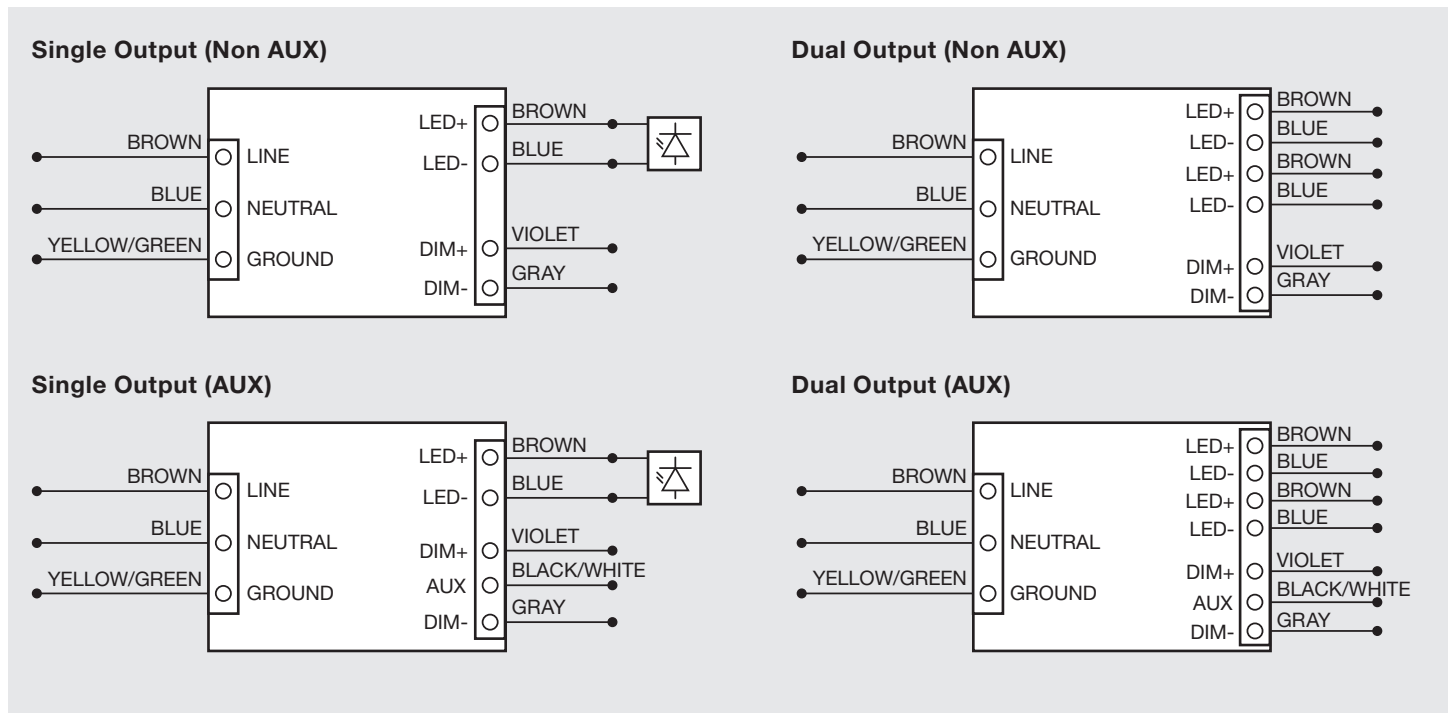 Single Output (Non AUX)
BROWN
BLUE
YELLOW/GREEN
LINE
NEUTRAL
GROUND
LED+
LED-
DIM+
DIM-
BROWN
BLUE
VIOLET
GRAY
Dual Output (Non AUX)
BROWN
BLUE
YELLOW/GREEN
LINE
NEUTRAL
GROUND
LED+
LED-
LED+
LED-
DIM+
DIM-
BROWN
BLUE
BROWN
BLUE
VIOLET
GRAY
Single Output (AUX)
BROWN
BLUE
YELLOW/GREEN
LINE
NEUTRAL
GROUND
LED+
LED-
DIM+
AUX
DIM-
BROWN
BLUE
VIOLET
BLACK/WHITE
GRAY
Dual Output (AUX)
BROWN
BLUE
YELLOW/GREEN
LINE
NEUTRAL
GROUND
LED+
LED-
LED+
LED-
DIM+
AUX
DIM-
BROWN
BLUE
BROWN
BLUE
VIOLET
BLACK/WHITE
GRAY